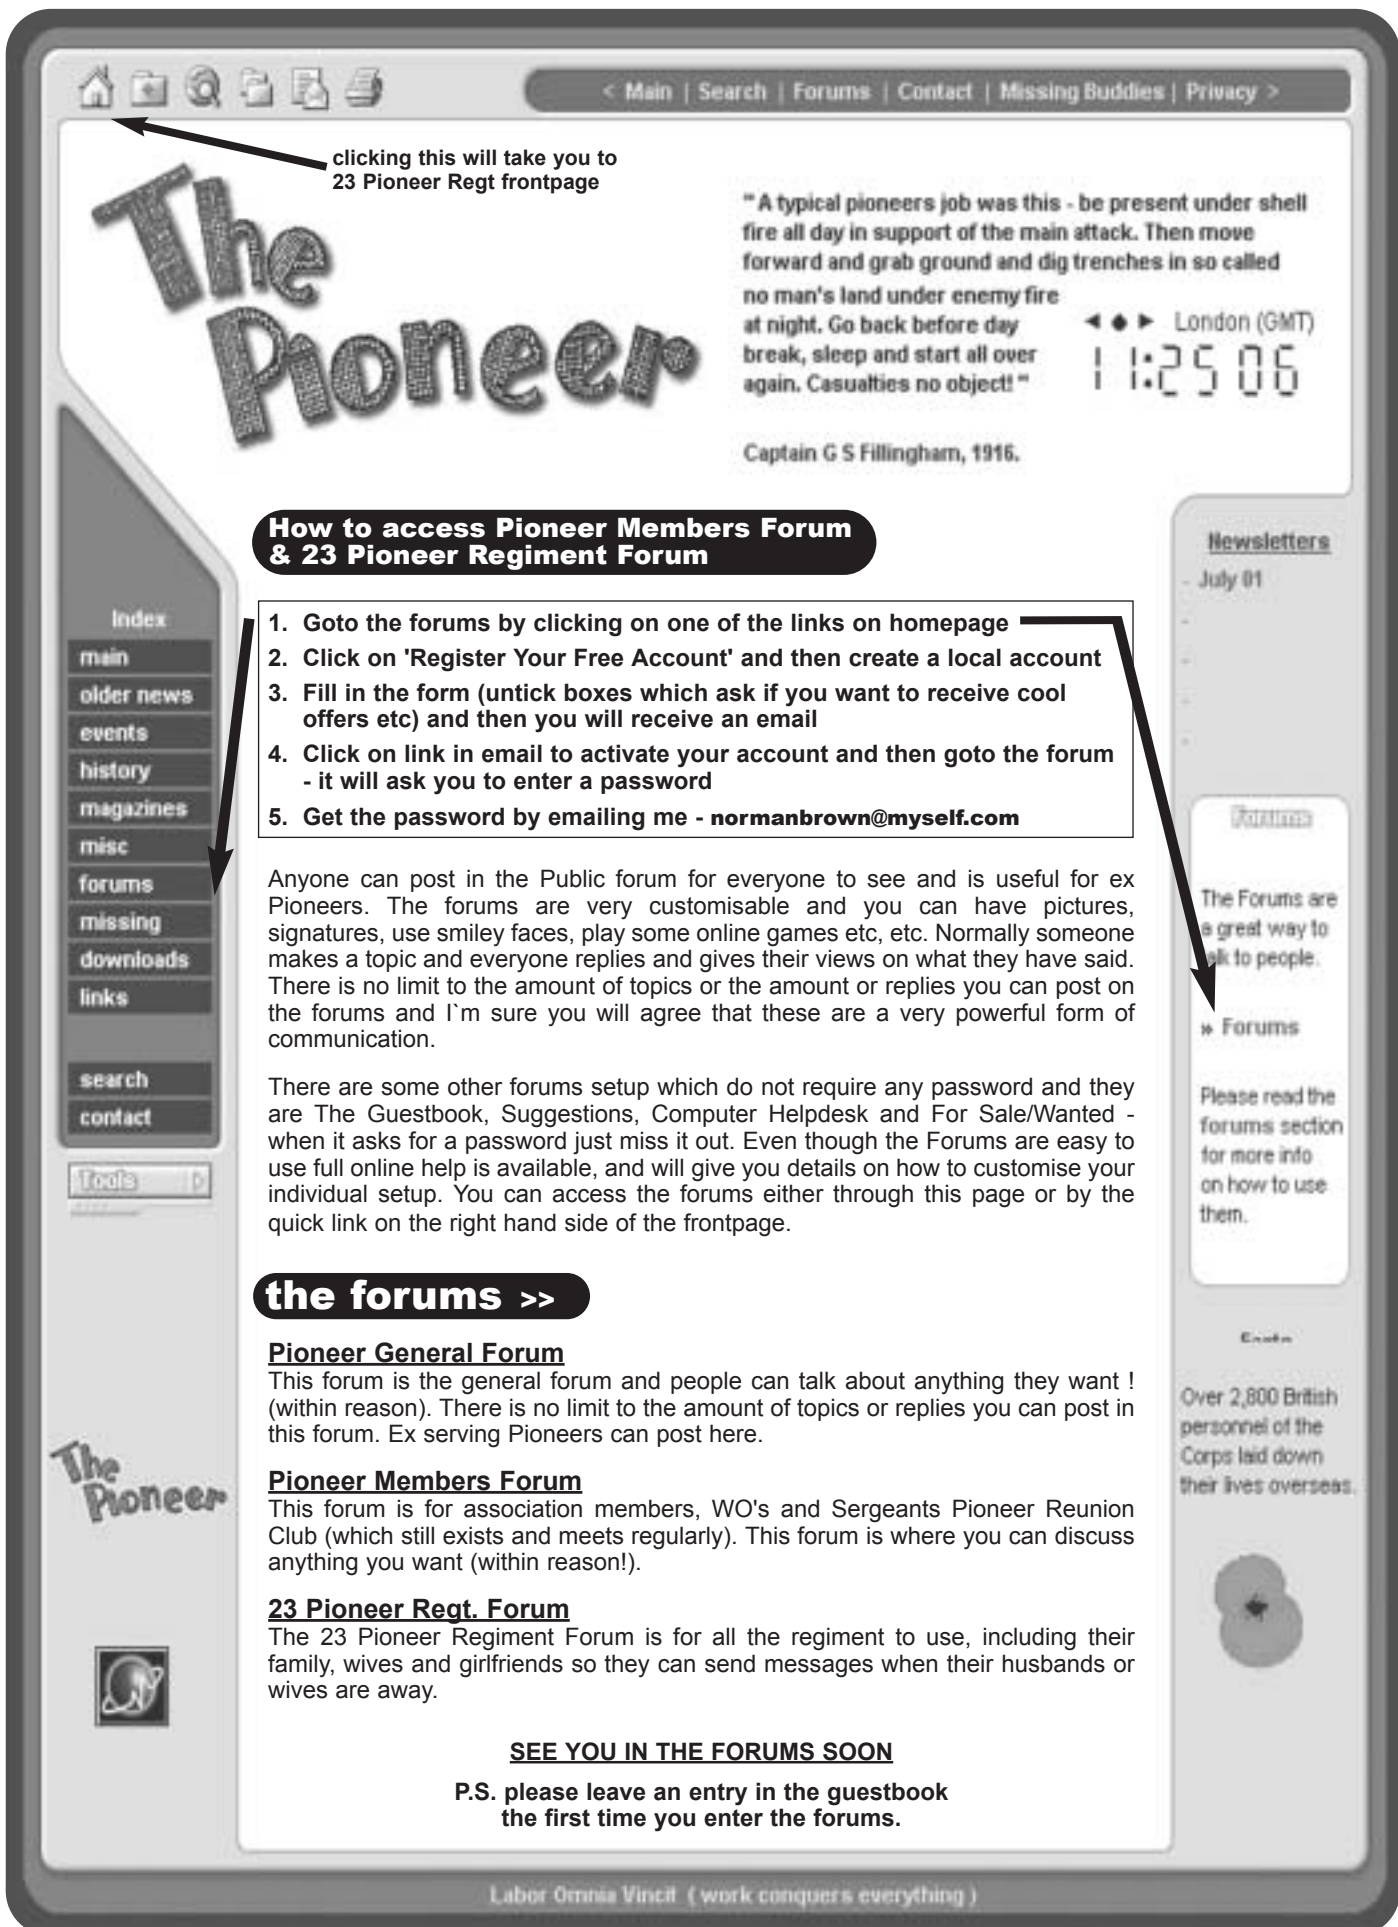 < Main | Search | Forums | Contact | Missing Buddies | Privacy >
clicking this will take you to
23 Pioneer Regt frontpage
The
Pioneer
"A typical pioneers job was this - be present under shell
fire all day in support of the main attack. Then move
forward and grab ground and dig trenches in so called
no man's land under enemy fire
at night. Go back before day
break, sleep and start all over
again. Casualties no object! "
London (GMT)
11:25 06
Captain G S Fillingham, 1916.
How to access Pioneer Members Forum
& 23 Pioneer Regiment Forum
1. Goto the forums by clicking on one of the links on homepage
2. Click on 'Register Your Free Account' and then create a local account
3. Fill in the form (untick boxes which ask if you want to receive cool
offers etc) and then you will receive an email
4. Click on link in email to activate your account and then goto the forum
- it will ask you to enter a password
5. Get the password by emailing me - normanbrown@myself.com
Anyone can post in the Public forum for everyone to see and is useful for ex
Pioneers. The forums are very customisable and you can have pictures,
signatures, use smiley faces, play some online games etc, etc. Normally someone
makes a topic and everyone replies and gives their views on what they have said.
There is no limit to the amount of topics or the amount or replies you can post on
the forums and I`m sure you will agree that these are a very powerful form of
communication.
There are some other forums setup which do not require any password and they
are The Guestbook, Suggestions, Computer Helpdesk and For Sale/Wanted -
when it asks for a password just miss it out. Even though the Forums are easy to
use full online help is available, and will give you details on how to customise your
individual setup. You can access the forums either through this page or by the
quick link on the right hand side of the frontpage.
the forums >>
Pioneer General Forum
This forum is the general forum and people can talk about anything they want !
(within reason). There is no limit to the amount of topics or replies you can post in
this forum. Ex serving Pioneers can post here.
Pioneer Members Forum
This forum is for association members, WO's and Sergeants Pioneer Reunion
Club (which still exists and meets regularly). This forum is where you can discuss
anything you want (within reason!).
23 Pioneer Regt. Forum
The 23 Pioneer Regiment Forum is for all the regiment to use, including their
family, wives and girlfriends so they can send messages when their husbands or
wives are away.
SEE YOU IN THE FORUMS SOON
P.S. please leave an entry in the guestbook
the first time you enter the forums.
Index
main
older news
events
history
magazines
misc
forums
missing
downloads
links
search
contact
Tools
The
Pioneer
Newsletters
- July 01
-
-
-
-
Forums
The Forums are
a great way to
talk to people.
» Forums
Please read the
forums section
for more info
on how to use
them.
Over 2,800 British
personnel of the
Corps laid down
their lives overseas.
Labor Omnia Vincit ( work conquers everything )